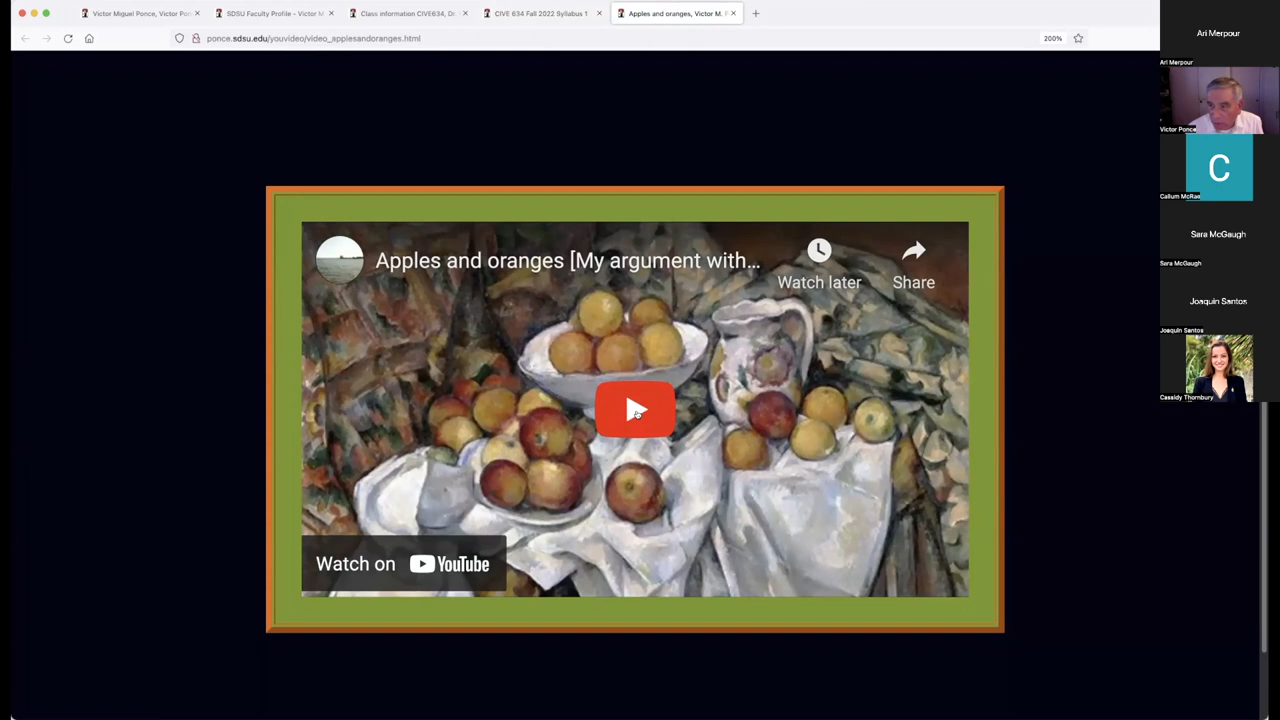 Victor Miguel Ponce, Victor Pon
SDSU Faculty Profile - Victor M
Class information CIVE634, Dr.
CIVE 634 Fall 2022 Syllabus 1
Apples and oranges, Victor M. P
ponce.sdsu.edu/youvideo/video_applesandoranges.html
200%
Apples and oranges [My argument with...
Watch later
Share
Watch on YouTube
Ari Merpour
Ari Merpour
Victor Ponce
C
Callum McRae
Sara McGaugh
Sara McGaugh
Joaquin Santos
Joaquin Santos
Cassidy Thornbury